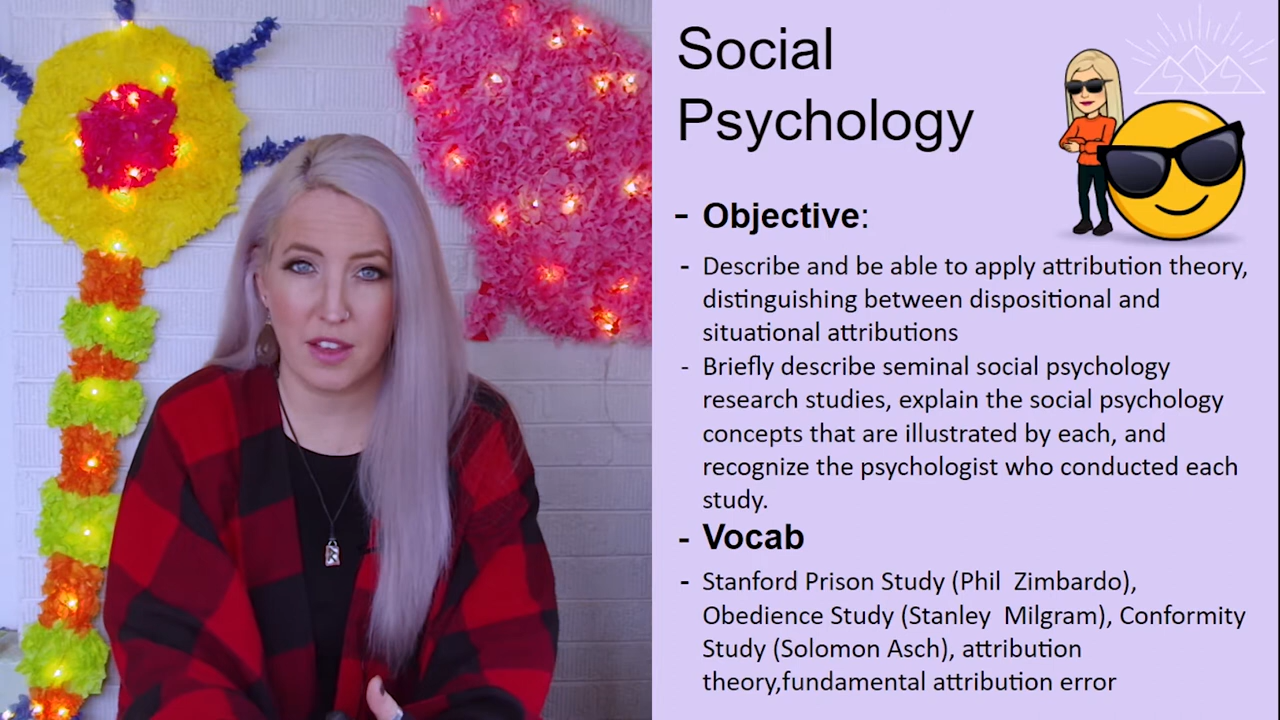 Social
Psychology
- Objective:
- Describe and be able to apply attribution theory,
distinguishing between dispositional and
situational attributions
- Briefly describe seminal social psychology
research studies, explain the social psychology
concepts that are illustrated by each, and
recognize the psychologist who conducted each
study.
- Vocab
- Stanford Prison Study (Phil  Zimbardo),
Obedience Study (Stanley  Milgram), Conformity
Study (Solomon Asch), attribution
theory,fundamental attribution error